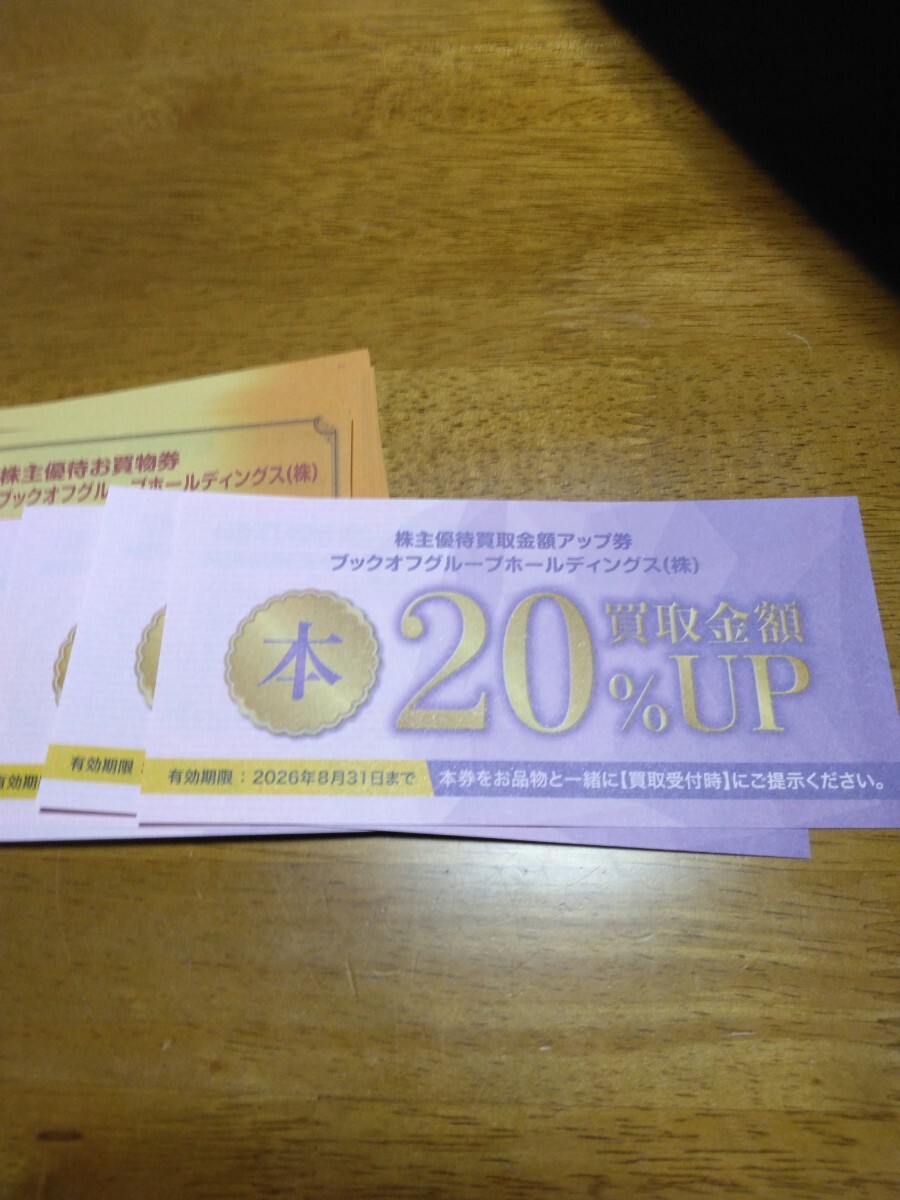 株主優待お買物券
ブックオフグループホールディングス(株)
株主優待買取金額アップ券
ブックオフグループホールディングス(株)
本
20%
買取金額
UP
有効期限
有効期限：
有効期限：2026年8月31日まで
本券をお品物と一緒に【買取受付時】にご提示ください。